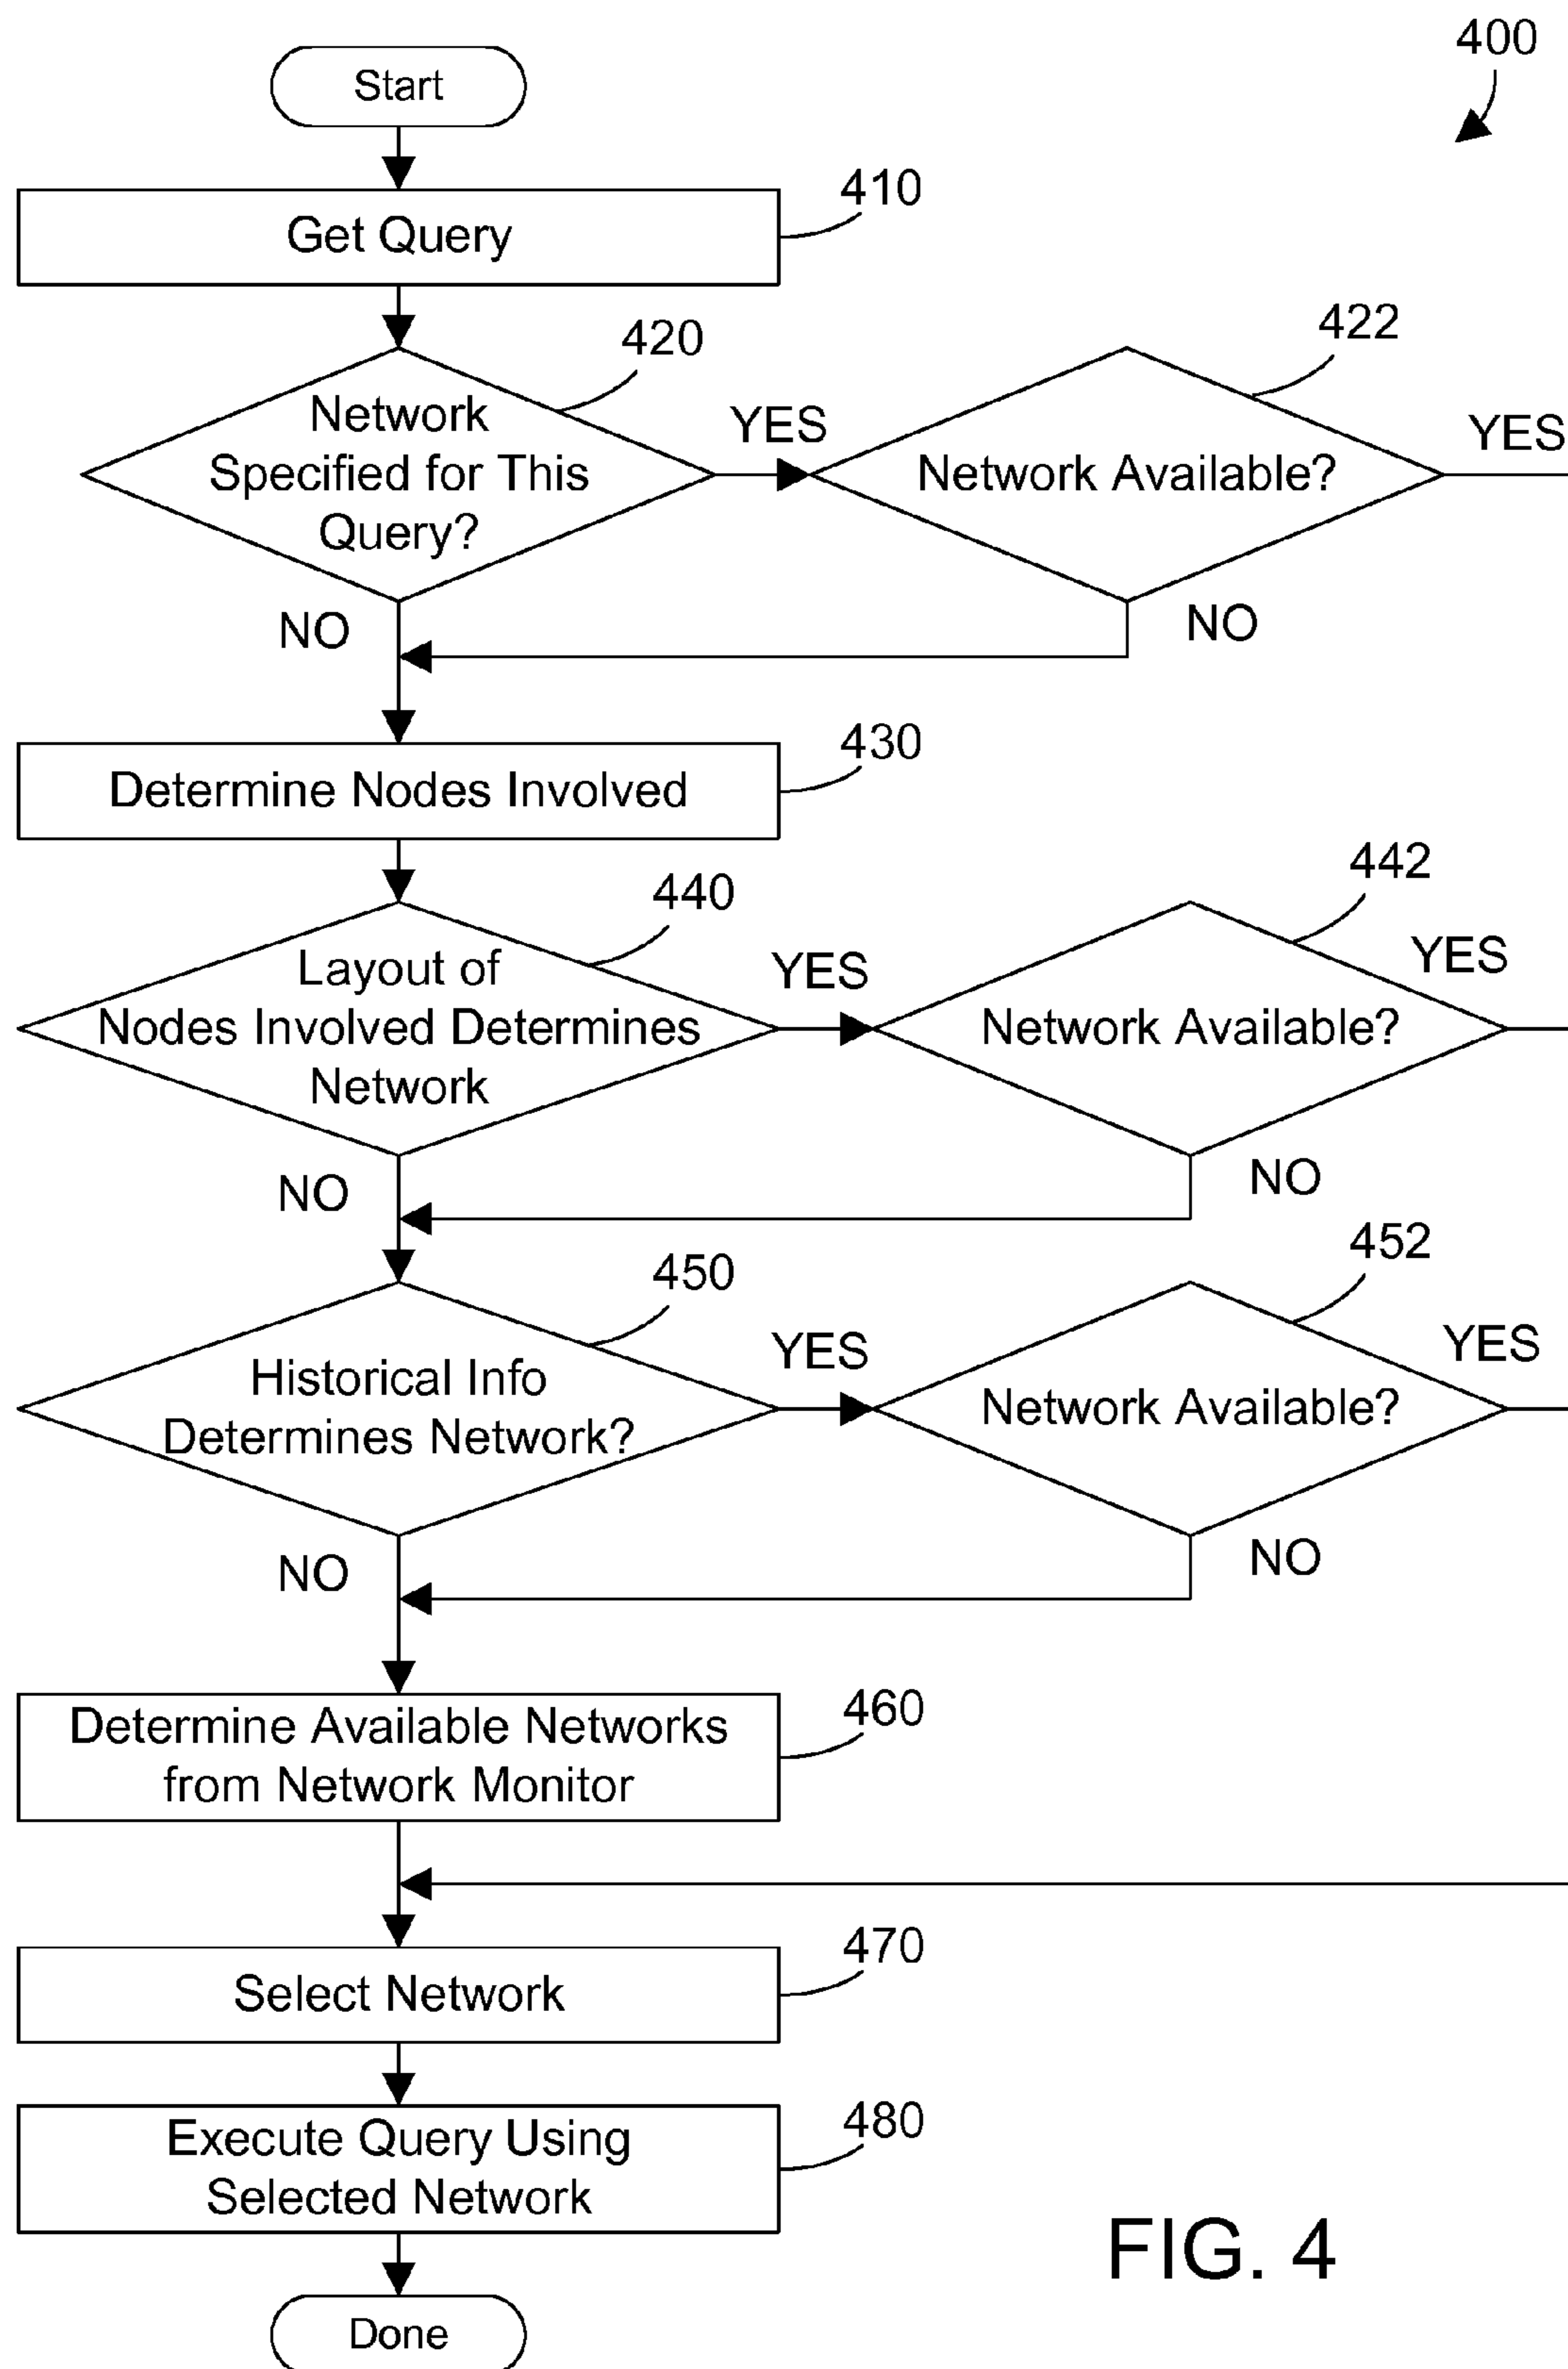 400
Start
410
Get Query
420
422
Network
Specified for This
Query?
YES
Network Available?
YES
NO
NO
430
Determine Nodes Involved
440
442
Layout of
Nodes Involved Determines
Network
YES
Network Available?
YES
NO
NO
450
452
Historical Info
Determines Network?
YES
Network Available?
YES
NO
NO
460
Determine Available Networks
from Network Monitor
470
Select Network
480
Execute Query Using
Selected Network
Done
FIG. 4